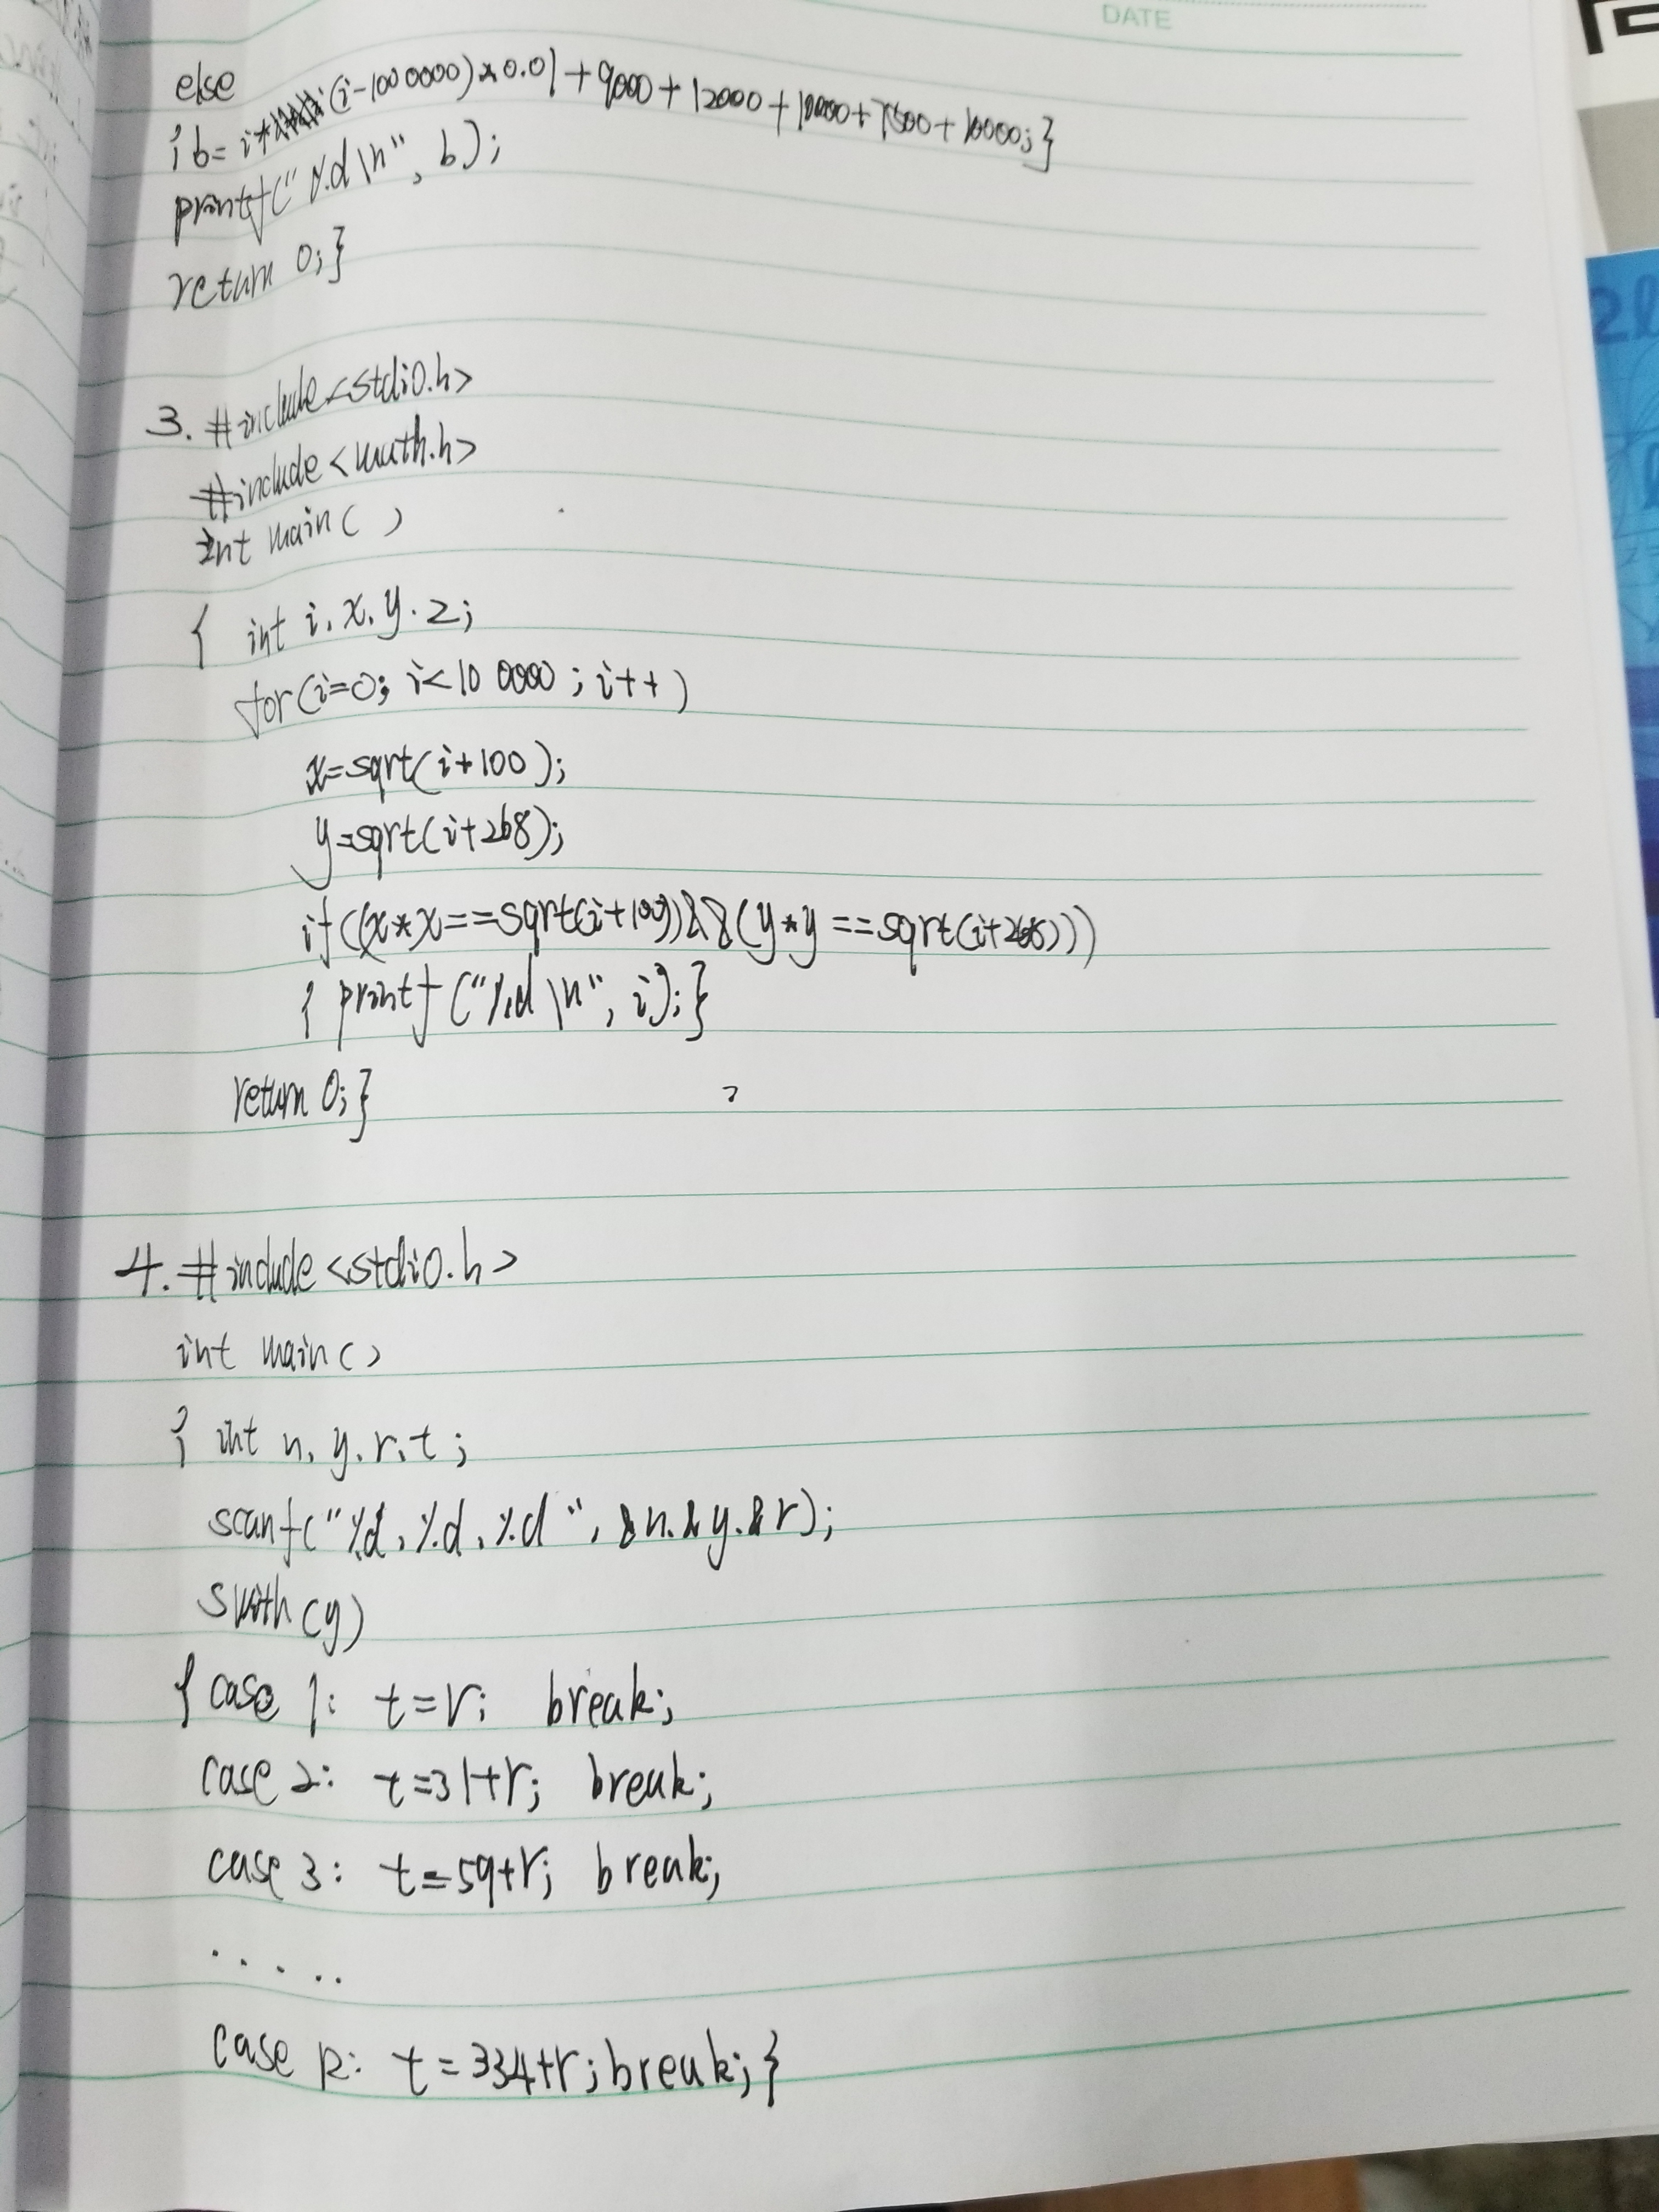 DATE
else
{b= (i-1000000)*0.01+9000+12000+10000+7500+10000;}
printf("%d\n", b);
return 0;}
3. #include<stdio.h>
#include<math.h>
int main( )
{ int i,x,y.z;
for(i=0; i<10 0000; i++)
x=sqrt(i+100);
y=sqrt(i+268);
if((x*x==sqrt(i+100))&&(y*y==sqrt(i+268)))
{ printf("%d\n", i);}
return 0;}
4. #include<stdio.h>
int main()
{ int n,y.r.t;
scanf("%d,%d,%d", &n.&y.&r);
swith(y)
{ case 1: t=r; break;
case 2: t=31+r; break;
case 3: t=59+r; break;
.....
case 12: t=334+r; break;}
2l